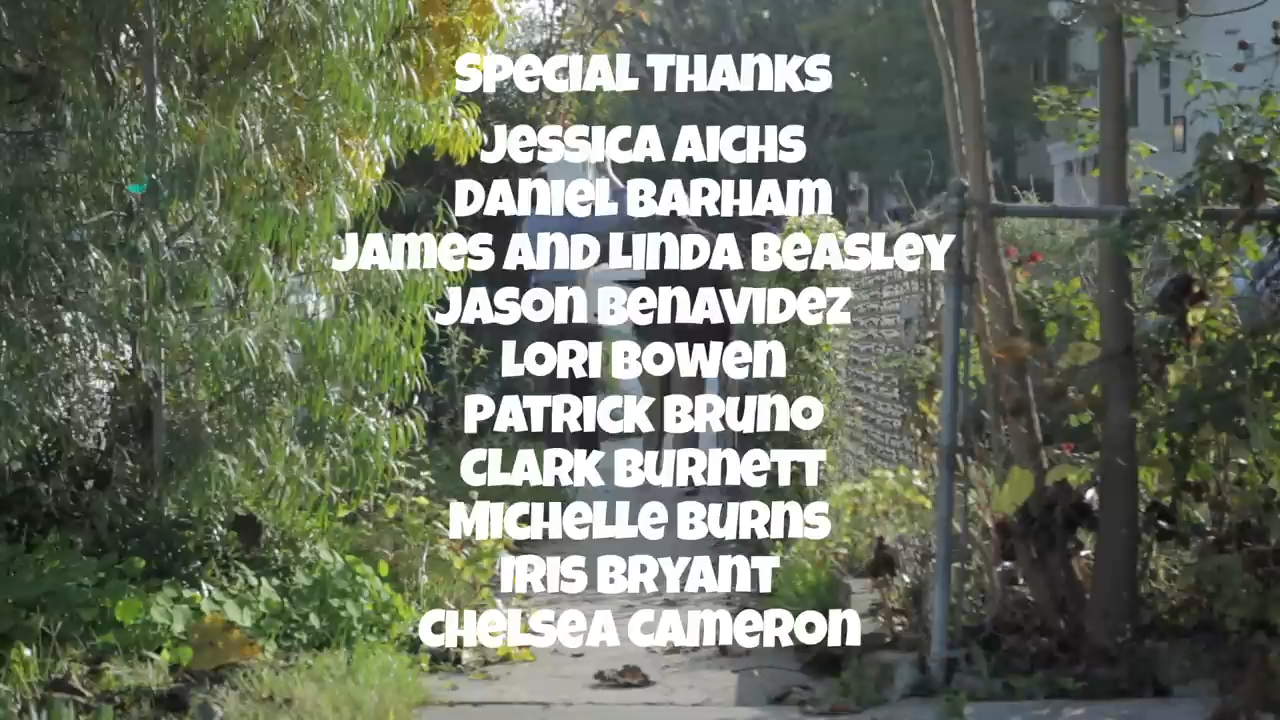 SPECIAL THANKS
JESSICA AICHS
DANIEL BARHAM
JAMES AND LINDA BEASLEY
JASON BENAVIDEZ
LORI BOWEN
PATRICK BRUNO
CLARK BURNETT
MICHELLE BURNS
IRIS BRYANT
CHELSEA CAMERON